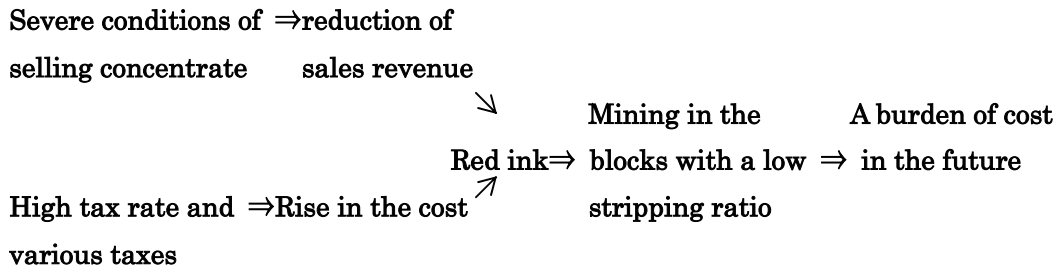 Severe conditions of ⇒reduction of
selling concentrate sales revenue
↘
Mining in the A burden of cost
Red ink⇒ blocks with a low ⇒ in the future
↗
High tax rate and ⇒Rise in the cost stripping ratio
various taxes